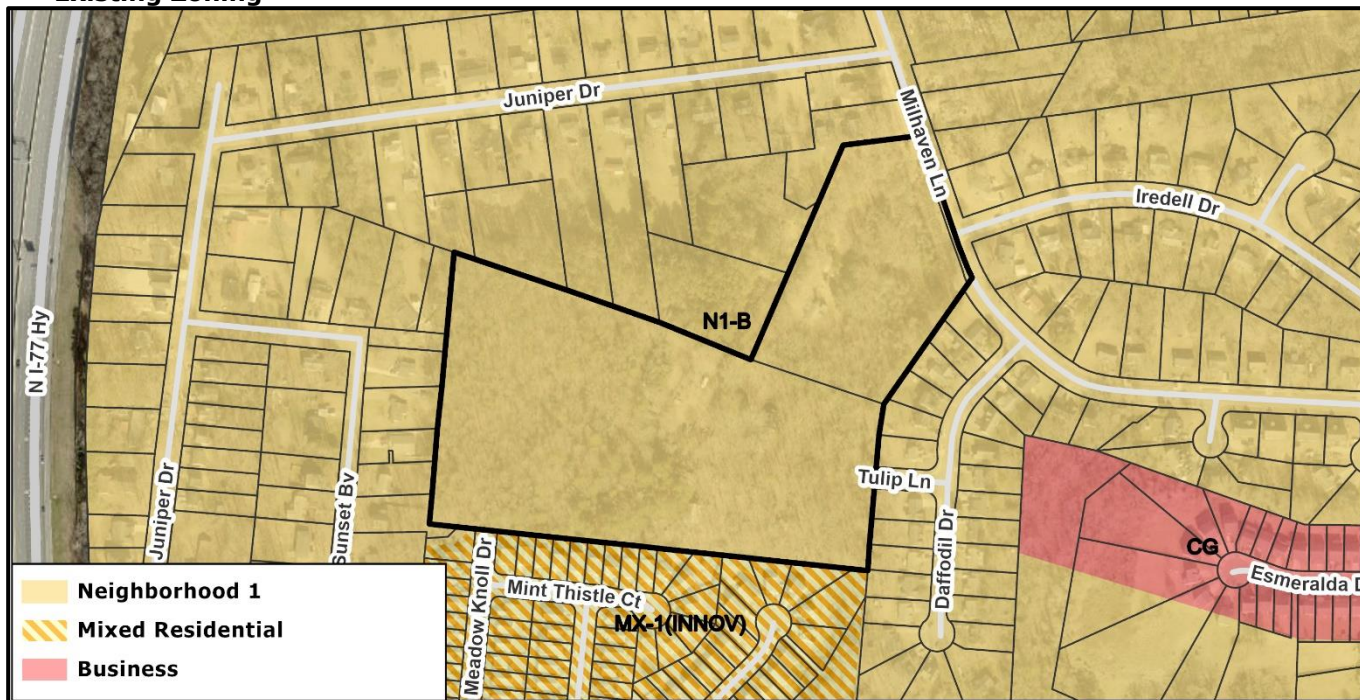 Existing Zoning
Juniper Dr
Milhaven Ln
Iredell Dr
N I-77 Hy
N1-B
Tulip Ln
Juniper Dr
Sunset Bv
Daffodil Dr
CG
Esmeralda D
Meadow Knoll Dr
Mint Thistle Ct
MX-1(INNOV)
Neighborhood 1
Mixed Residential
Business